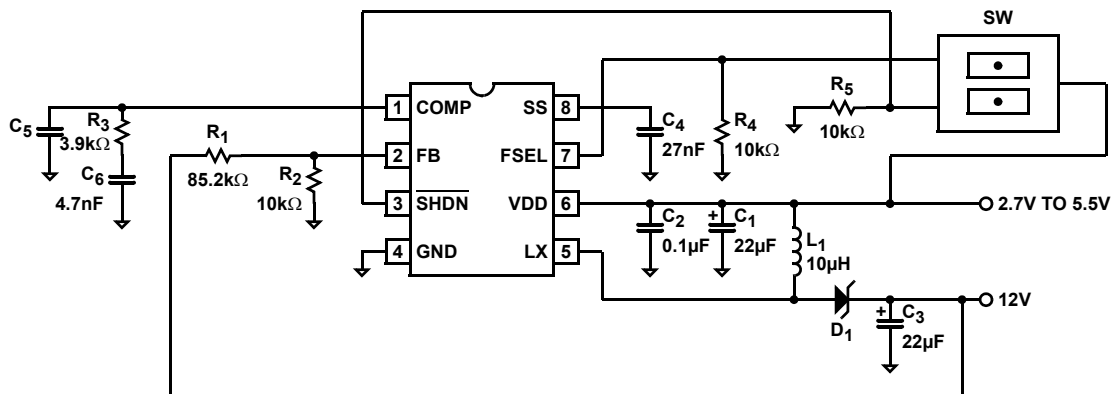 SW
C5
R3
3.9kΩ
C6
4.7nF
R1
85.2kΩ
R2
10kΩ
1 COMP
2 FB
3 SHDN
4 GND
SS 8
FSEL 7
VDD 6
LX 5
C4
27nF
R4
10kΩ
R5
10kΩ
C2
0.1µF
+ C1
22µF
L1
10µH
2.7V TO 5.5V
D1
+ C3
22µF
12V